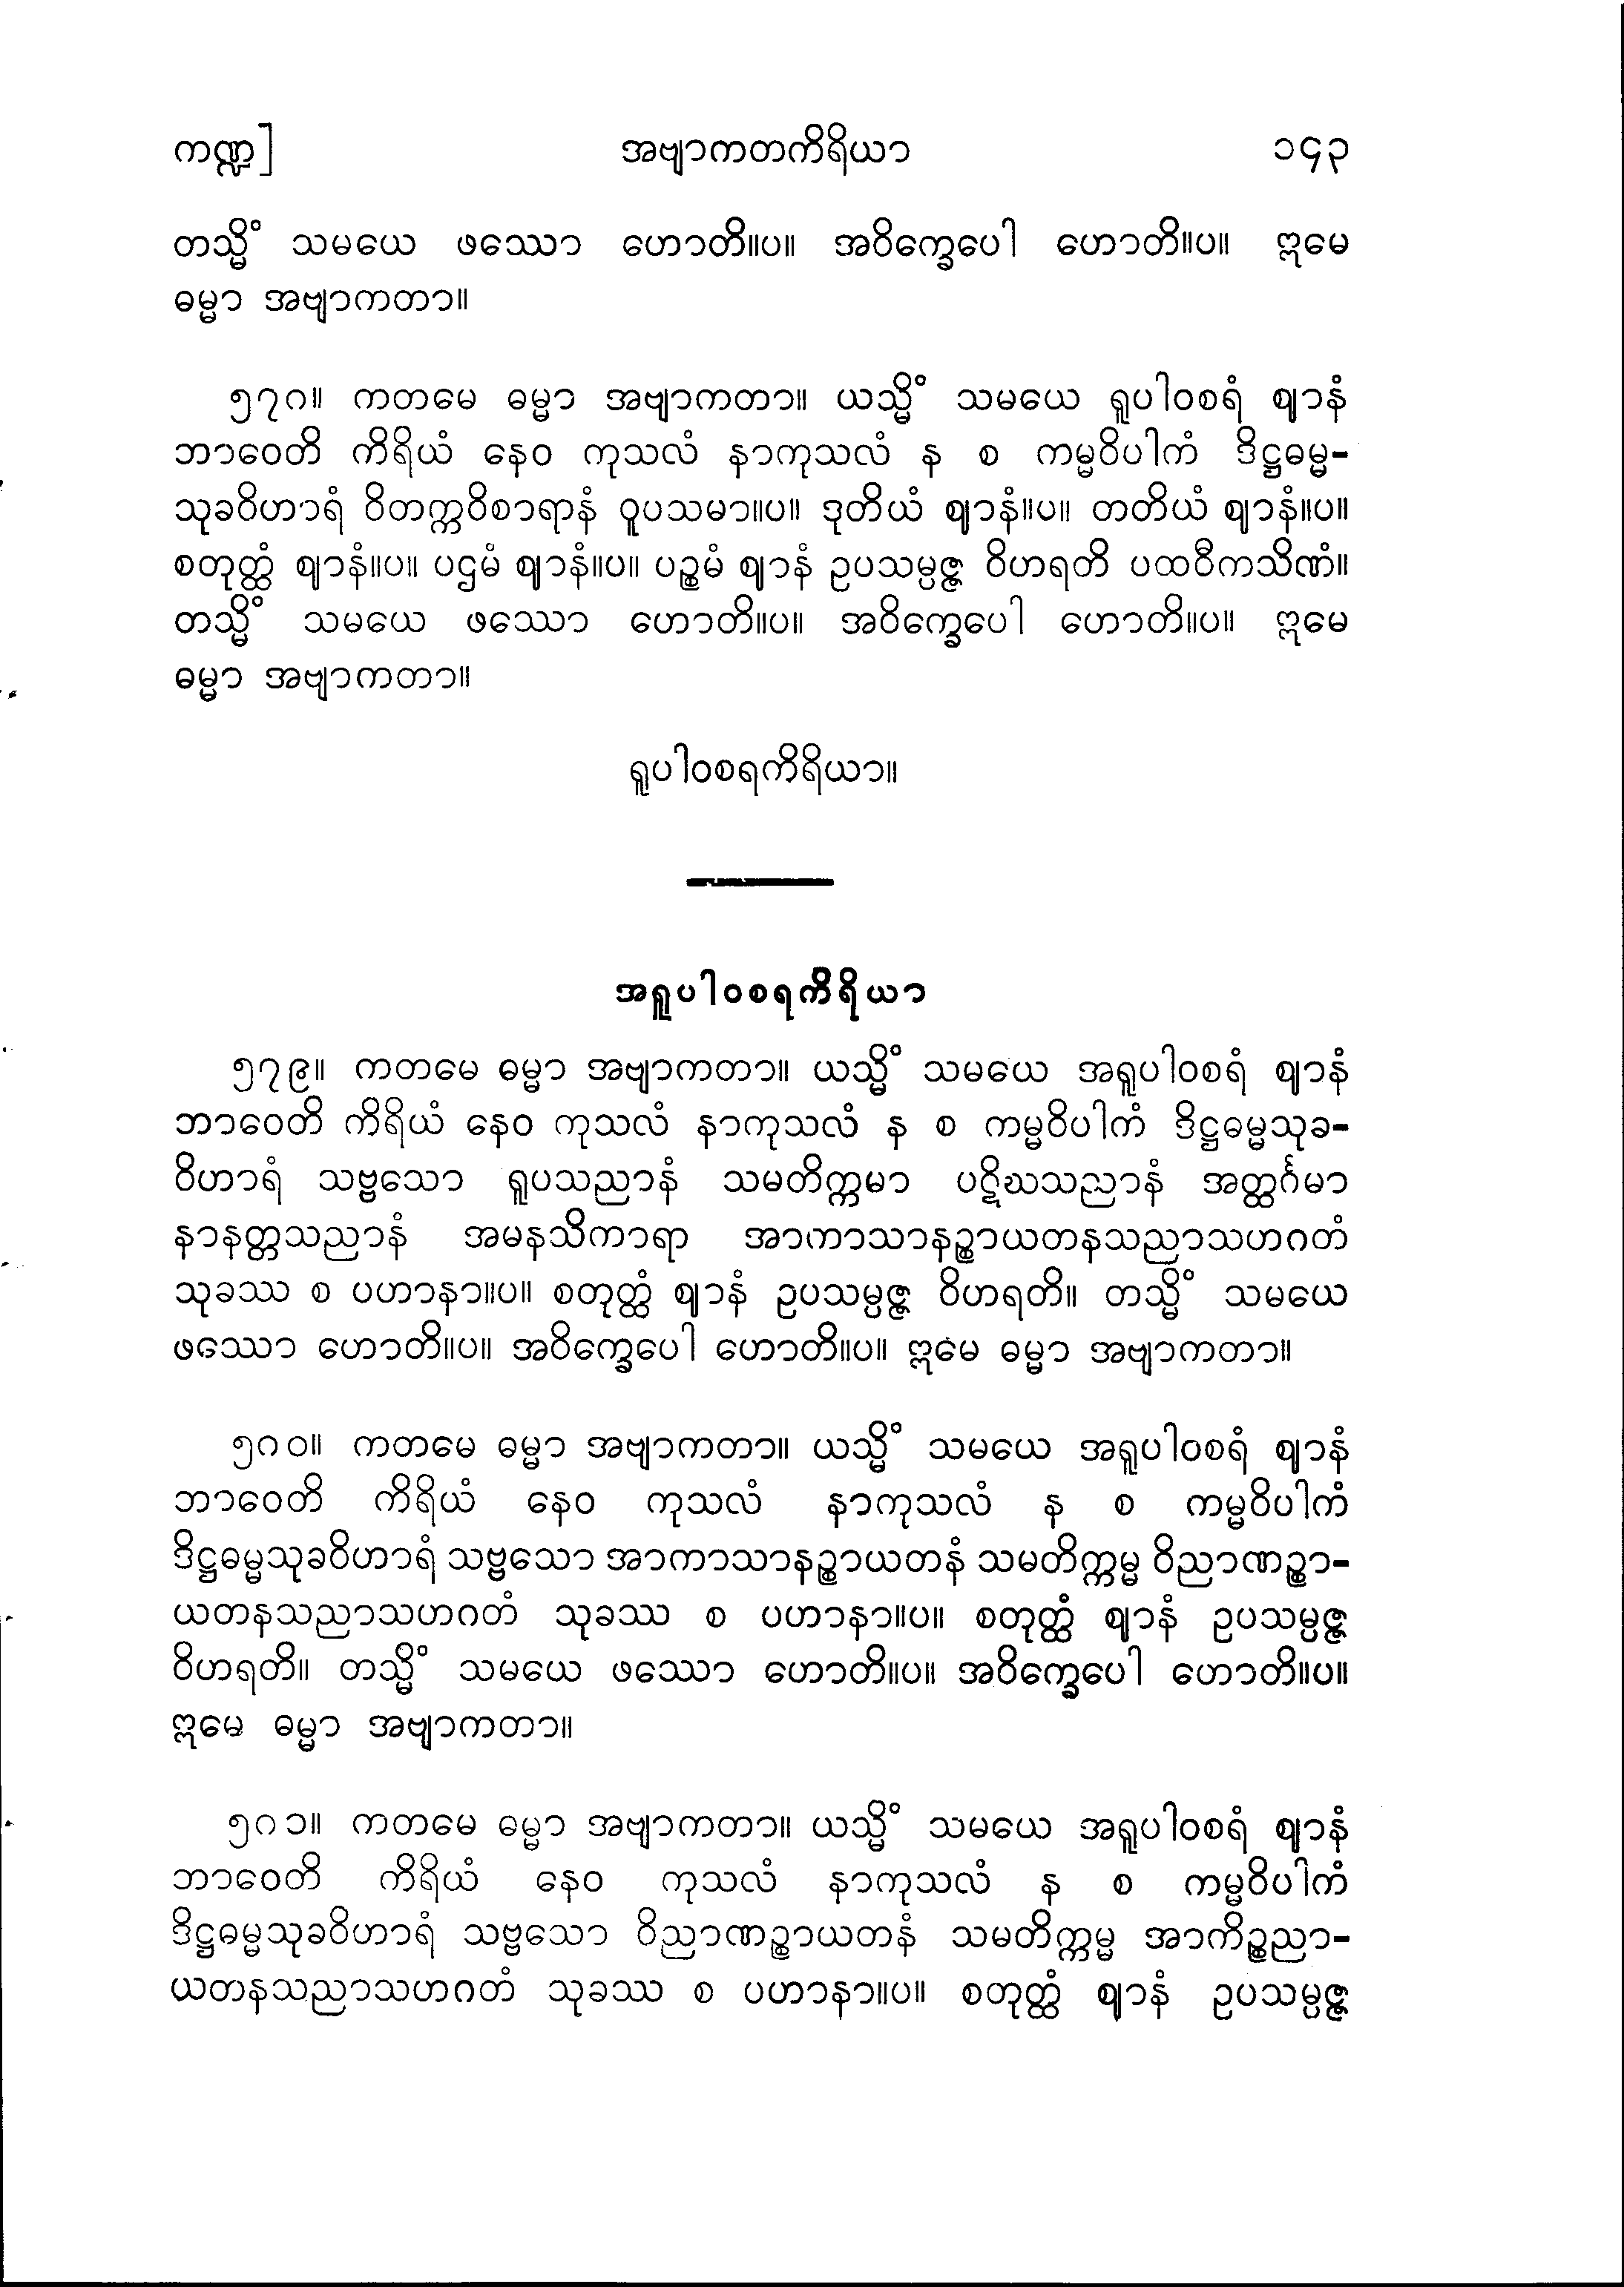 ကဏ္ဍ] အဗျာကတကိရိယာ ၁၄၃
တသ္မိံ သမယေ ဖဿော ဟောတိ။ပ။ အဝိက္ခေပေါ ဟောတိ။ပ။ ဣမေ
ဓမ္မာ အဗျာကတာ။
၅၇၈။ ကတမေ ဓမ္မာ အဗျာကတာ။ ယသ္မိံ သမယေ ရူပါဝစရံ ဈာနံ
ဘာဝေတိ ကိရိယံ နေဝ ကုသလံ နာကုသလံ န စ ကမ္မဝိပါကံ ဒိဋ္ဌဓမ္မ-
သုခဝိဟာရံ ဝိတက္ကဝိစာရာနံ ဝူပသမာ။ပ။ ဒုတိယံ ဈာနံ။ပ။ တတိယံ ဈာနံ။ပ။
စတုတ္ထံ ဈာနံ။ပ။ ပဌမံ ဈာနံ။ပ။ ပဉ္စမံ ဈာနံ ဥပသမ္ပဇ္ဇ ဝိဟရတိ ပထဝီကသိဏံ။
တသ္မိံ သမယေ ဖဿော ဟောတိ။ပ။ အဝိက္ခေပေါ ဟောတိ။ပ။ ဣမေ
ဓမ္မာ အဗျာကတာ။
ရူပါဝစရကိရိယာ။
အရူပါဝစရကိရိယာ
၅၇၉။ ကတမေ ဓမ္မာ အဗျာကတာ။ ယသ္မိံ သမယေ အရူပါဝစရံ ဈာနံ
ဘာဝေတိ ကိရိယံ နေဝ ကုသလံ နာကုသလံ န စ ကမ္မဝိပါကံ ဒိဋ္ဌဓမ္မသုခ-
ဝိဟာရံ သဗ္ဗသော ရူပသညာနံ သမတိက္ကမာ ပဋိဃသညာနံ အတ္ထင်္ဂမာ
နာနတ္တသညာနံ အမနသိကာရာ အာကာသာနဉ္စာယတနသညာသဟဂတံ
သုခဿ စ ပဟာနာ။ပ။ စတုတ္ထံ ဈာနံ ဥပသမ္ပဇ္ဇ ဝိဟရတိ။ တသ္မိံ သမယေ
ဖဿော ဟောတိ။ပ။ အဝိက္ခေပေါ ဟောတိ။ပ။ ဣမေ ဓမ္မာ အဗျာကတာ။
၅၈၀။ ကတမေ ဓမ္မာ အဗျာကတာ။ ယသ္မိံ သမယေ အရူပါဝစရံ ဈာနံ
ဘာဝေတိ ကိရိယံ နေဝ ကုသလံ နာကုသလံ န စ ကမ္မဝိပါကံ
ဒိဋ္ဌဓမ္မသုခဝိဟာရံ သဗ္ဗသော အာကာသာနဉ္စာယတနံ သမတိက္ကမ္မ ဝိညာဏဉ္စာ-
ယတနသညာသဟဂတံ သုခဿ စ ပဟာနာ။ပ။ စတုတ္ထံ ဈာနံ ဥပသမ္ပဇ္ဇ
ဝိဟရတိ။ တသ္မိံ သမယေ ဖဿော ဟောတိ။ပ။ အဝိက္ခေပေါ ဟောတိ။ပ။
ဣမေ ဓမ္မာ အဗျာကတာ။
၅၈၁။ ကတမေ ဓမ္မာ အဗျာကတာ။ ယသ္မိံ သမယေ အရူပါဝစရံ ဈာနံ
ဘာဝေတိ ကိရိယံ နေဝ ကုသလံ နာကုသလံ န စ ကမ္မဝိပါကံ
ဒိဋ္ဌဓမ္မသုခဝိဟာရံ သဗ္ဗသော ဝိညာဏဉ္စာယတနံ သမတိက္ကမ္မ အာကိဉ္စညာ-
ယတနသညာသဟဂတံ သုခဿ စ ပဟာနာ။ပ။ စတုတ္ထံ ဈာနံ ဥပသမ္ပဇ္ဇ